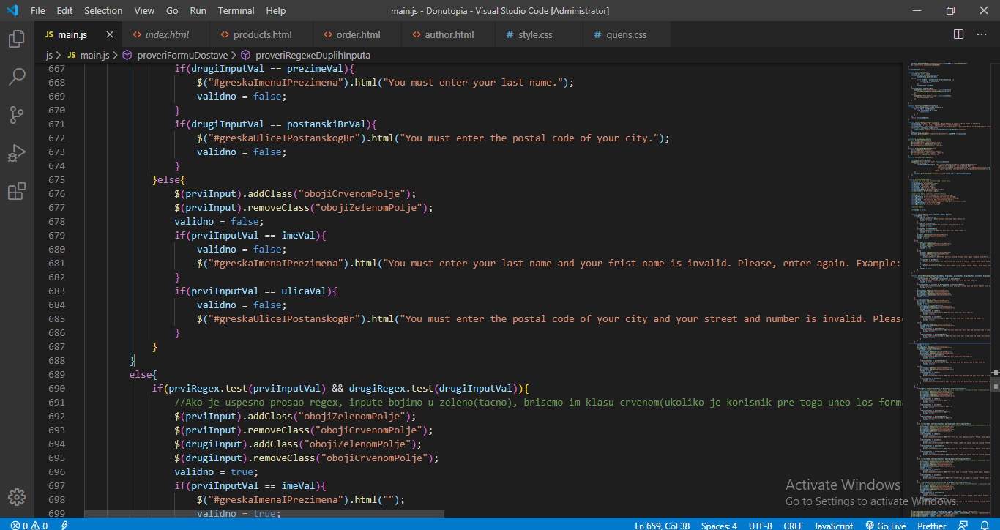 File Edit Selection View Go Run Terminal Help main.js - Donutopia - Visual Studio Code [Administrator]
JS main.js <> index.html <> products.html <> order.html <> author.html # style.css # queris.css
js > JS main.js > proveriFormuDostave > proveriRegexeDuplihInputa
667 if(drugiInputVal == prezimeVal){
668 $("#greskaImenaIPrezimena").html("You must enter your last name.");
669 validno = false;
670 }
671 if(drugiInputVal == postanskiBrVal){
672 $("#greskaUliceIPostanskogBr").html("You must enter the postal code of your city.");
673 validno = false;
674 }
675 }else{
676 $(prviInput).addClass("obojiCrvenomPolje");
677 $(prviInput).removeClass("obojiZelenomPolje");
678 validno = false;
679 if(prviInputVal == imeVal){
680 validno = false;
681 $("#greskaImenaIPrezimena").html("You must enter your last name and your frist name is invalid. Please, enter again. Example:
682 }
683 if(prviInputVal == ulicaVal){
684 validno = false;
685 $("#greskaUliceIPostanskogBr").html("You must enter the postal code of your city and your street and number is invalid. Pleas
686 }
687 }
688 }
689 else{
690 if(prviRegex.test(prviInputVal) && drugiRegex.test(drugiInputVal)){
691 //Ako je uspesno prosao regex, inpute bojimo u zeleno(tacno), brisemo im klasu crvenom(ukoliko je korisnik pre toga uneo los forma
692 $(prviInput).addClass("obojiZelenomPolje");
693 $(prviInput).removeClass("obojiCrvenomPolje");
694 $(drugiInput).addClass("obojiZelenomPolje");
695 $(drugiInput).removeClass("obojiCrvenomPolje");
696 validno = true;
697 if(prviInputVal == imeVal){
698 $("#greskaImenaIPrezimena").html("");
699 validno = true;
Activate Windows
Go to Settings to activate Windows.
0 0 Ln 659, Col 38 Spaces: 4 UTF-8 CRLF JavaScript Go Live Prettier